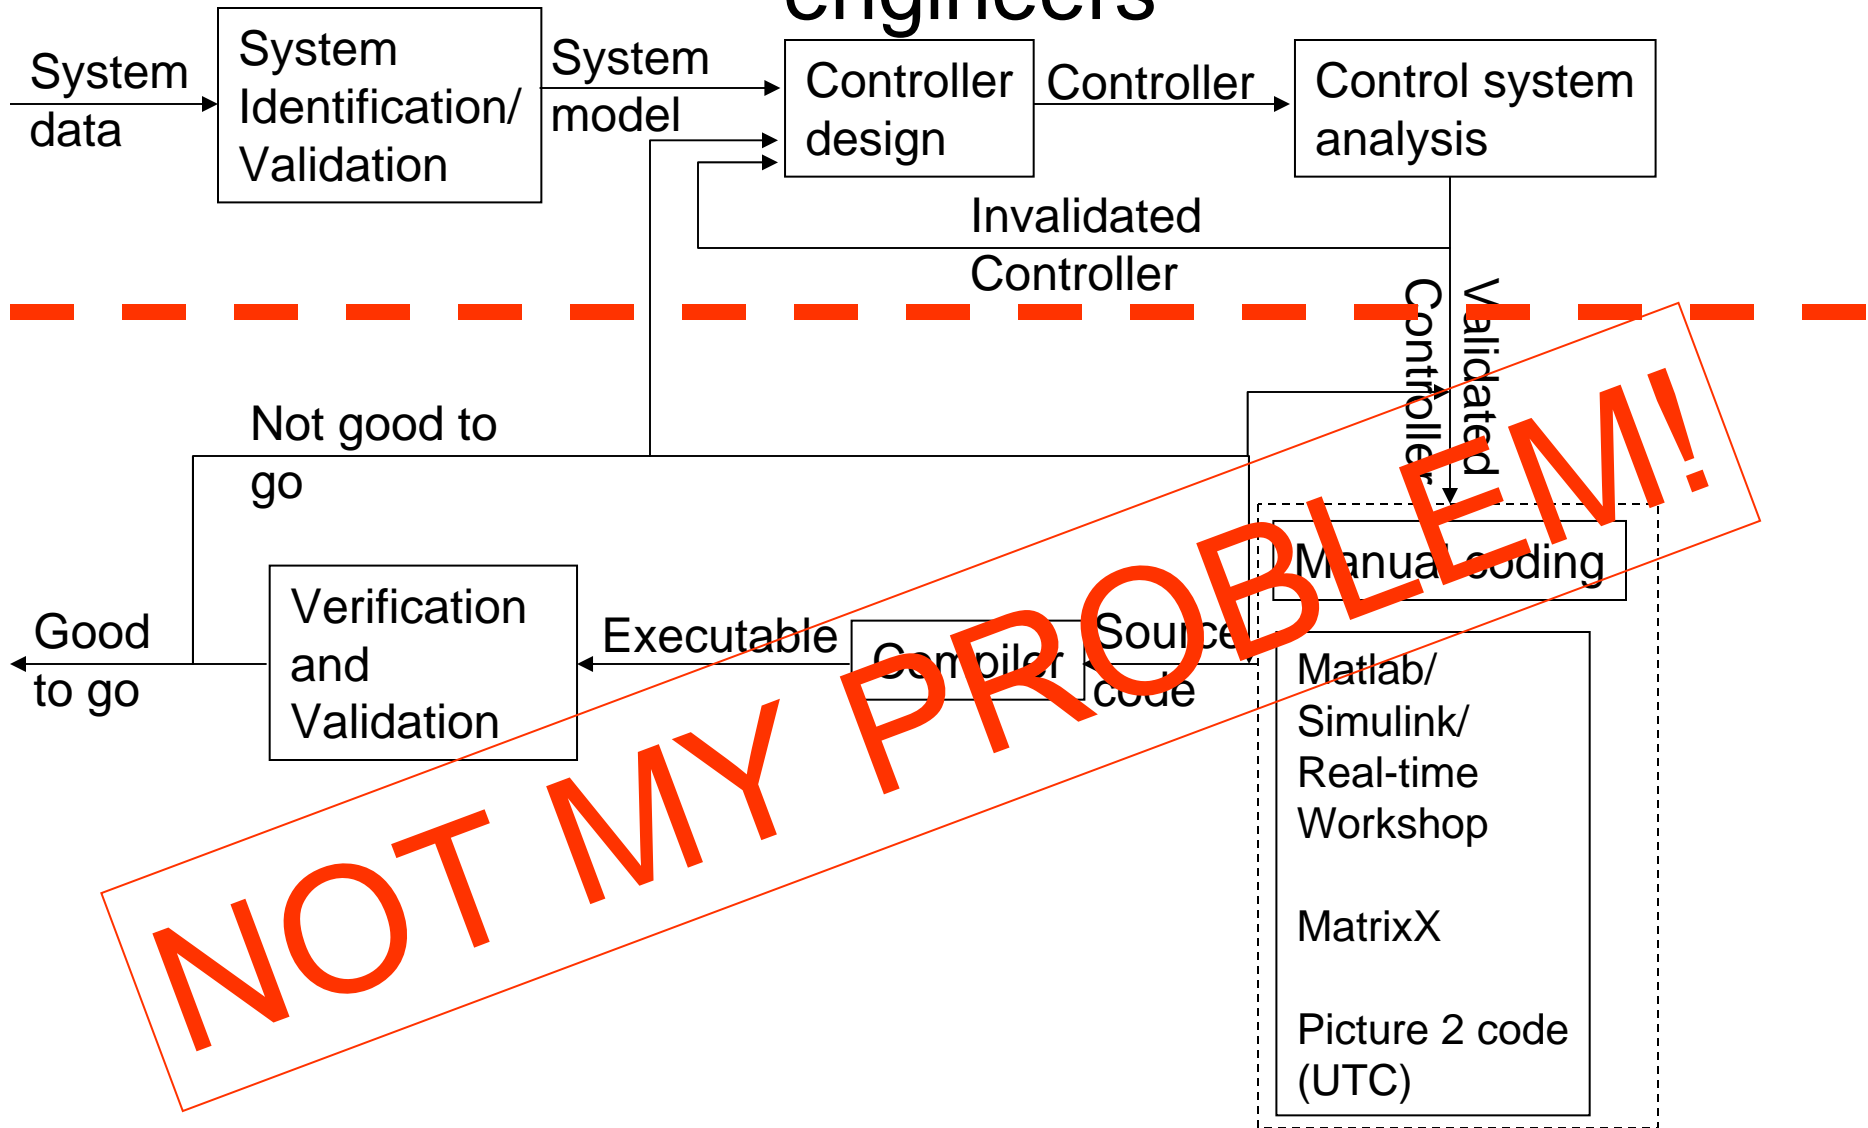 engineers
System
data
System
Identification/
Validation
System
model
Controller
design
Controller
Control system
analysis
Invalidated
Controller
Validated
Controller
Not good to
go
Manual coding
Good
to go
Verification
and
Validation
Executable
Compiler
Source
code
Matlab/
Simulink/
Real-time
Workshop
MatrixX
Picture 2 code
(UTC)
NOT MY PROBLEM!